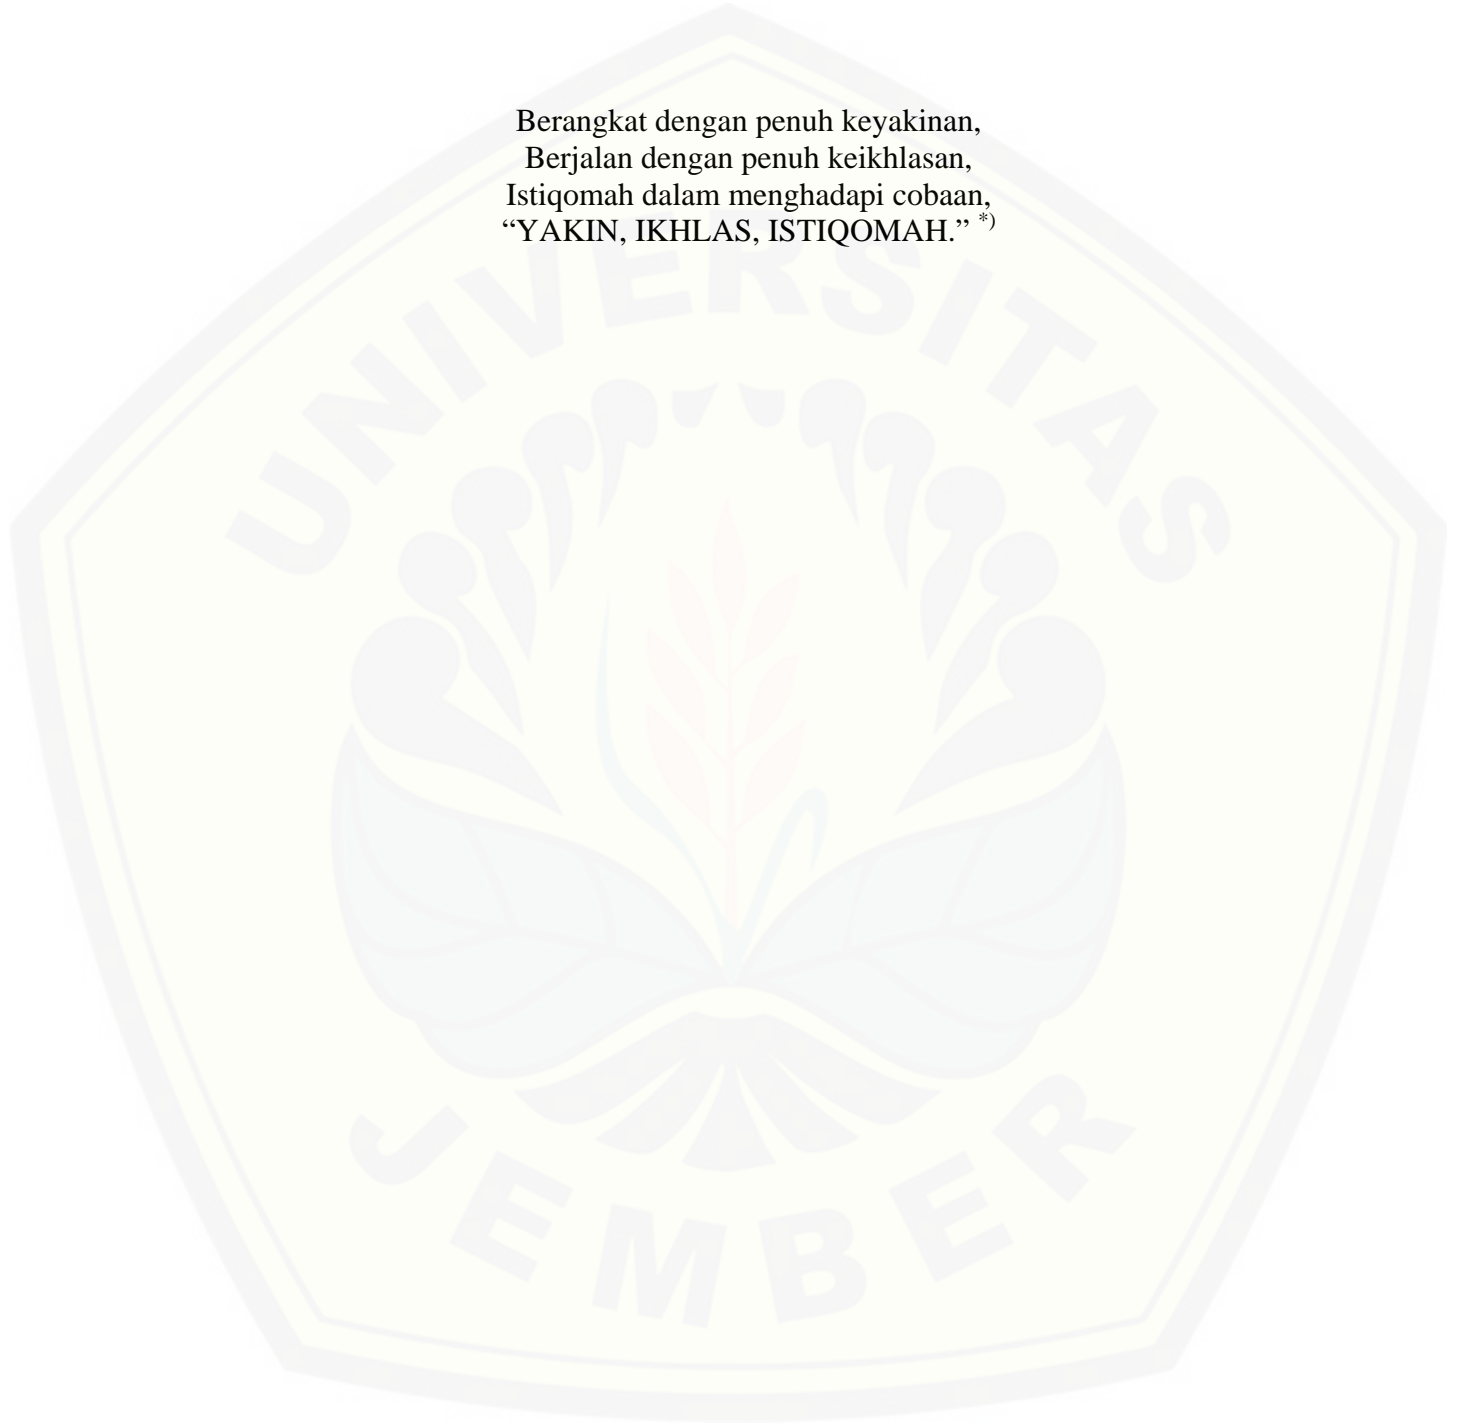 Berangkat dengan penuh keyakinan,
Berjalan dengan penuh keikhlasan,
Istiqomah dalam menghadapi cobaan,
“YAKIN, IKHLAS, ISTIQOMAH.” *)
UNIVERSITAS
JEMBER